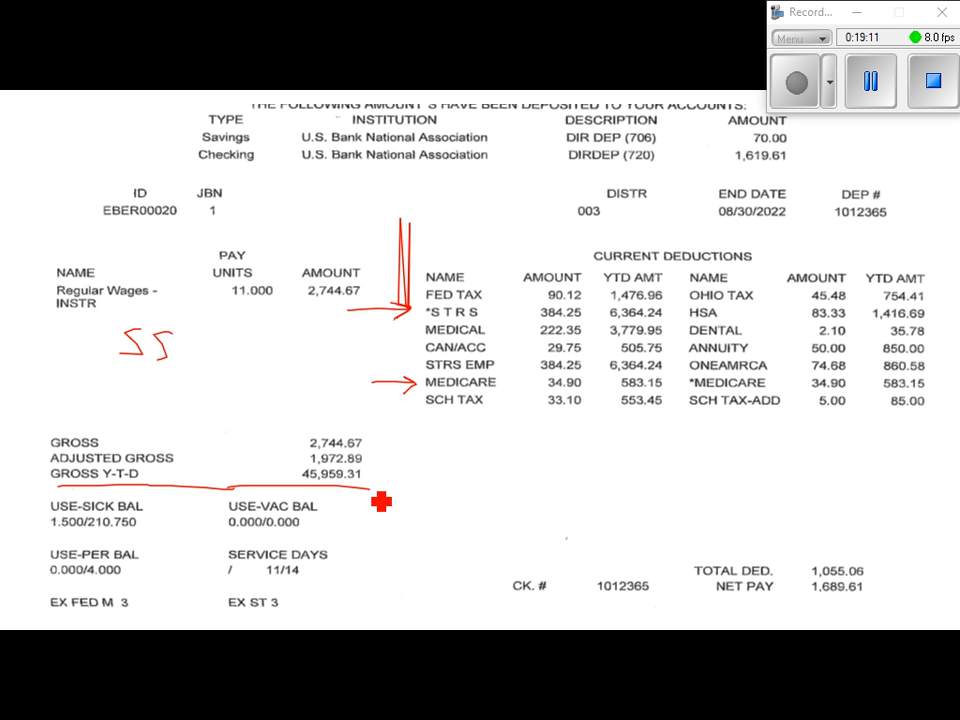 Record...
Menu 0:19:11 8.0 fps
THE FOLLOWING AMOUNT'S HAVE BEEN DEPOSITED TO YOUR ACCOUNTS:
TYPE INSTITUTION DESCRIPTION AMOUNT
Savings U.S. Bank National Association DIR DEP (706) 70.00
Checking U.S. Bank National Association DIRDEP (720) 1,619.61
ID JBN DISTR END DATE DEP #
EBER00020 1 003 08/30/2022 1012365
PAY CURRENT DEDUCTIONS
NAME UNITS AMOUNT NAME AMOUNT YTD AMT NAME AMOUNT YTD AMT
Regular Wages - 11.000 2,744.67 FED TAX 90.12 1,476.96 OHIO TAX 45.48 754.41
INSTR *S T R S 384.25 6,364.24 HSA 83.33 1,416.69
MEDICAL 222.35 3,779.95 DENTAL 2.10 35.78
SS CAN/ACC 29.75 505.75 ANNUITY 50.00 850.00
STRS EMP 384.25 6,364.24 ONEAMRCA 74.68 860.58
MEDICARE 34.90 583.15 *MEDICARE 34.90 583.15
SCH TAX 33.10 553.45 SCH TAX-ADD 5.00 85.00
GROSS 2,744.67
ADJUSTED GROSS 1,972.89
GROSS Y-T-D 45,959.31
USE-SICK BAL USE-VAC BAL
1.500/210.750 0.000/0.000
USE-PER BAL SERVICE DAYS
0.000/4.000 / 11/14
TOTAL DED. 1,055.06
CK. # 1012365 NET PAY 1,689.61
EX FED M 3 EX ST 3